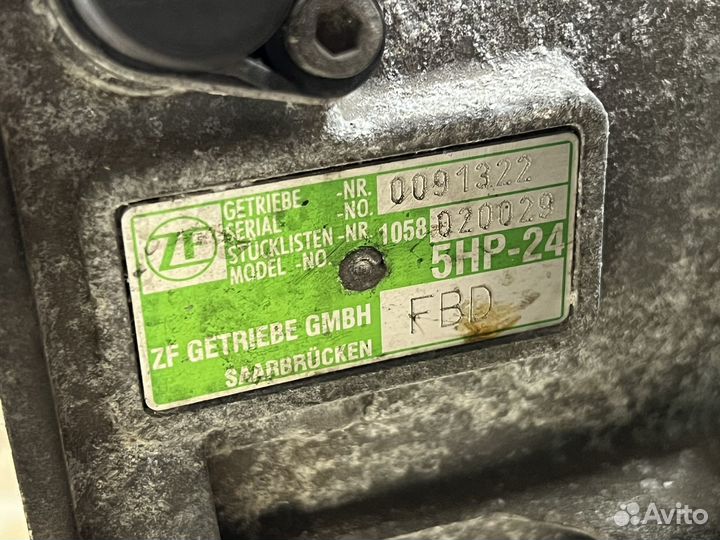 ZF
GETRIEBE -NR. 0091322
SERIAL -NO.
STÜCKLISTEN -NR. 1058 020029
MODEL -NO. 5HP-24
ZF GETRIEBE GMBH FBD
SAARBRÜCKEN
Avito